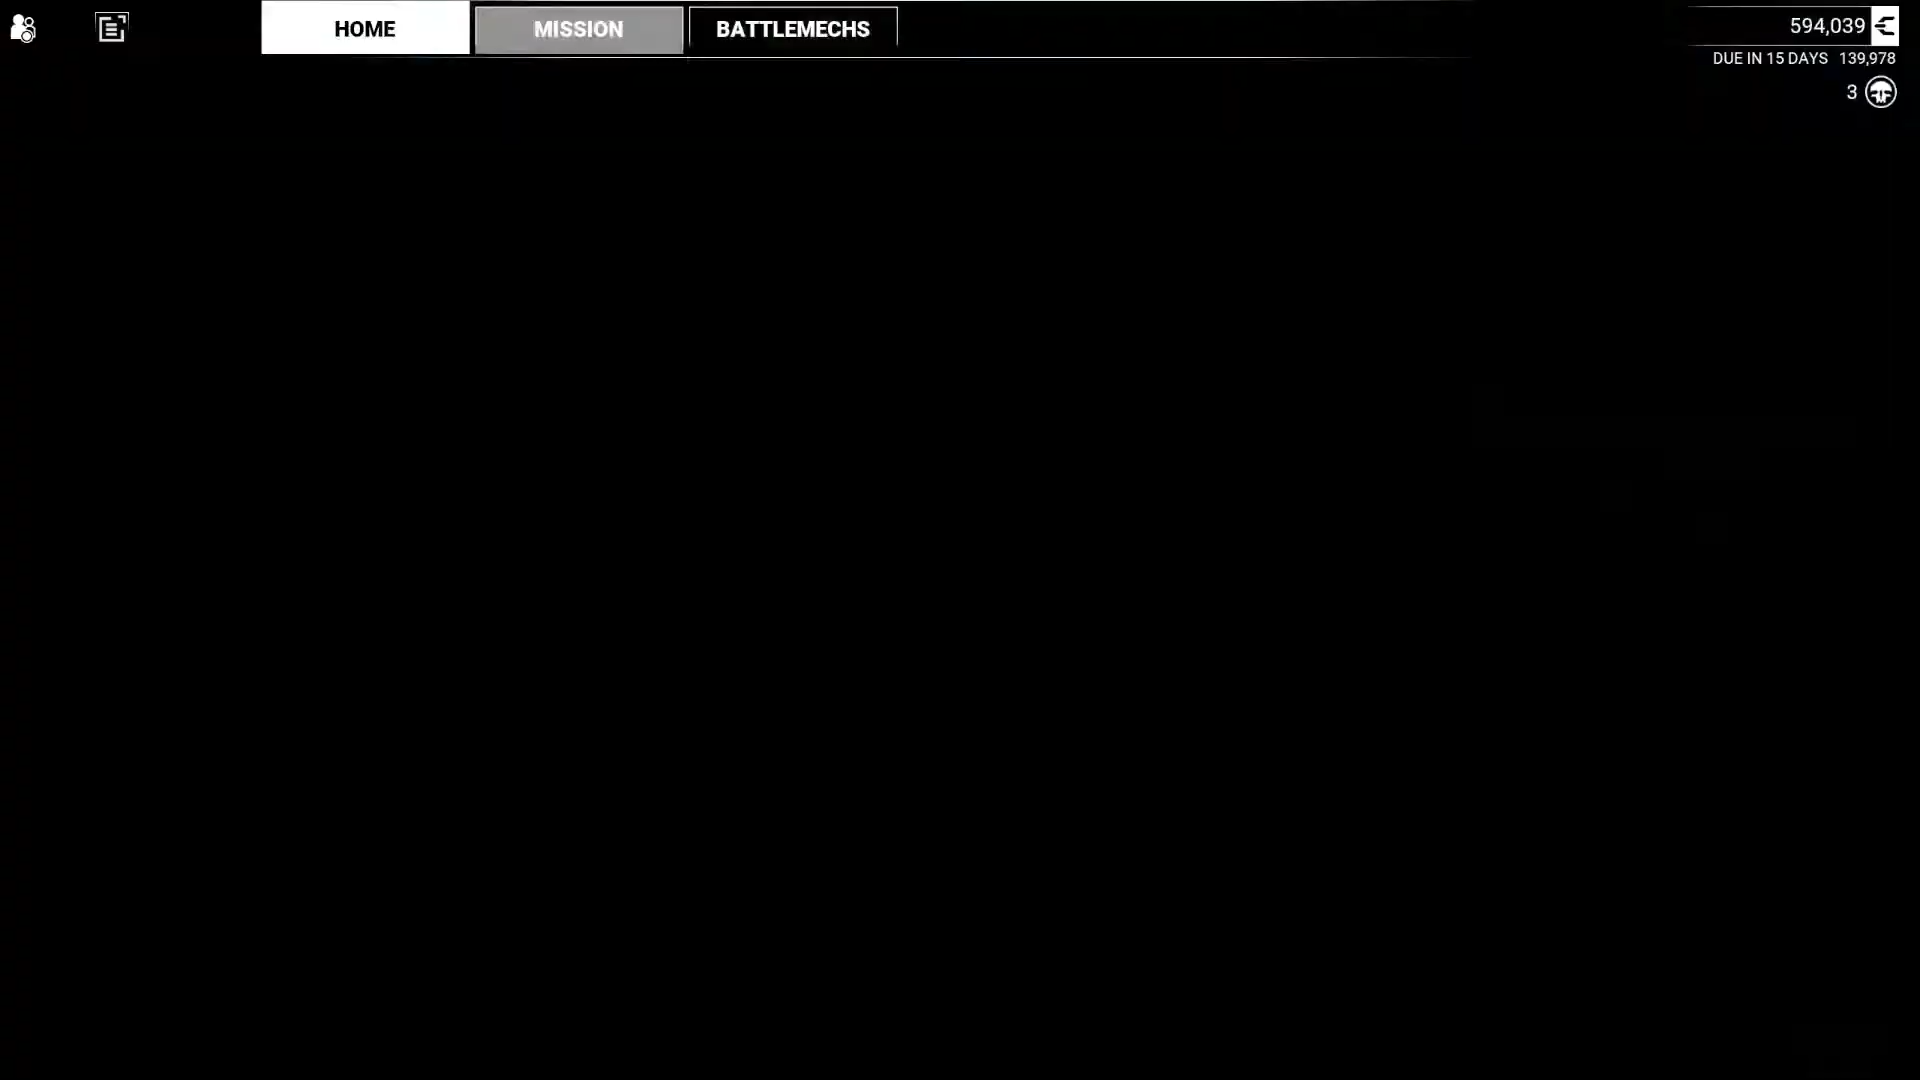 HOME
MISSION
BATTLEMECHS
594,039
DUE IN 15 DAYS 139,978
3